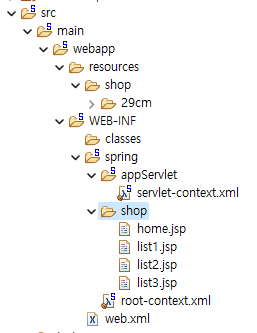 src
main
webapp
resources
shop
29cm
WEB-INF
classes
spring
appServlet
servlet-context.xml
shop
home.jsp
list1.jsp
list2.jsp
list3.jsp
root-context.xml
web.xml